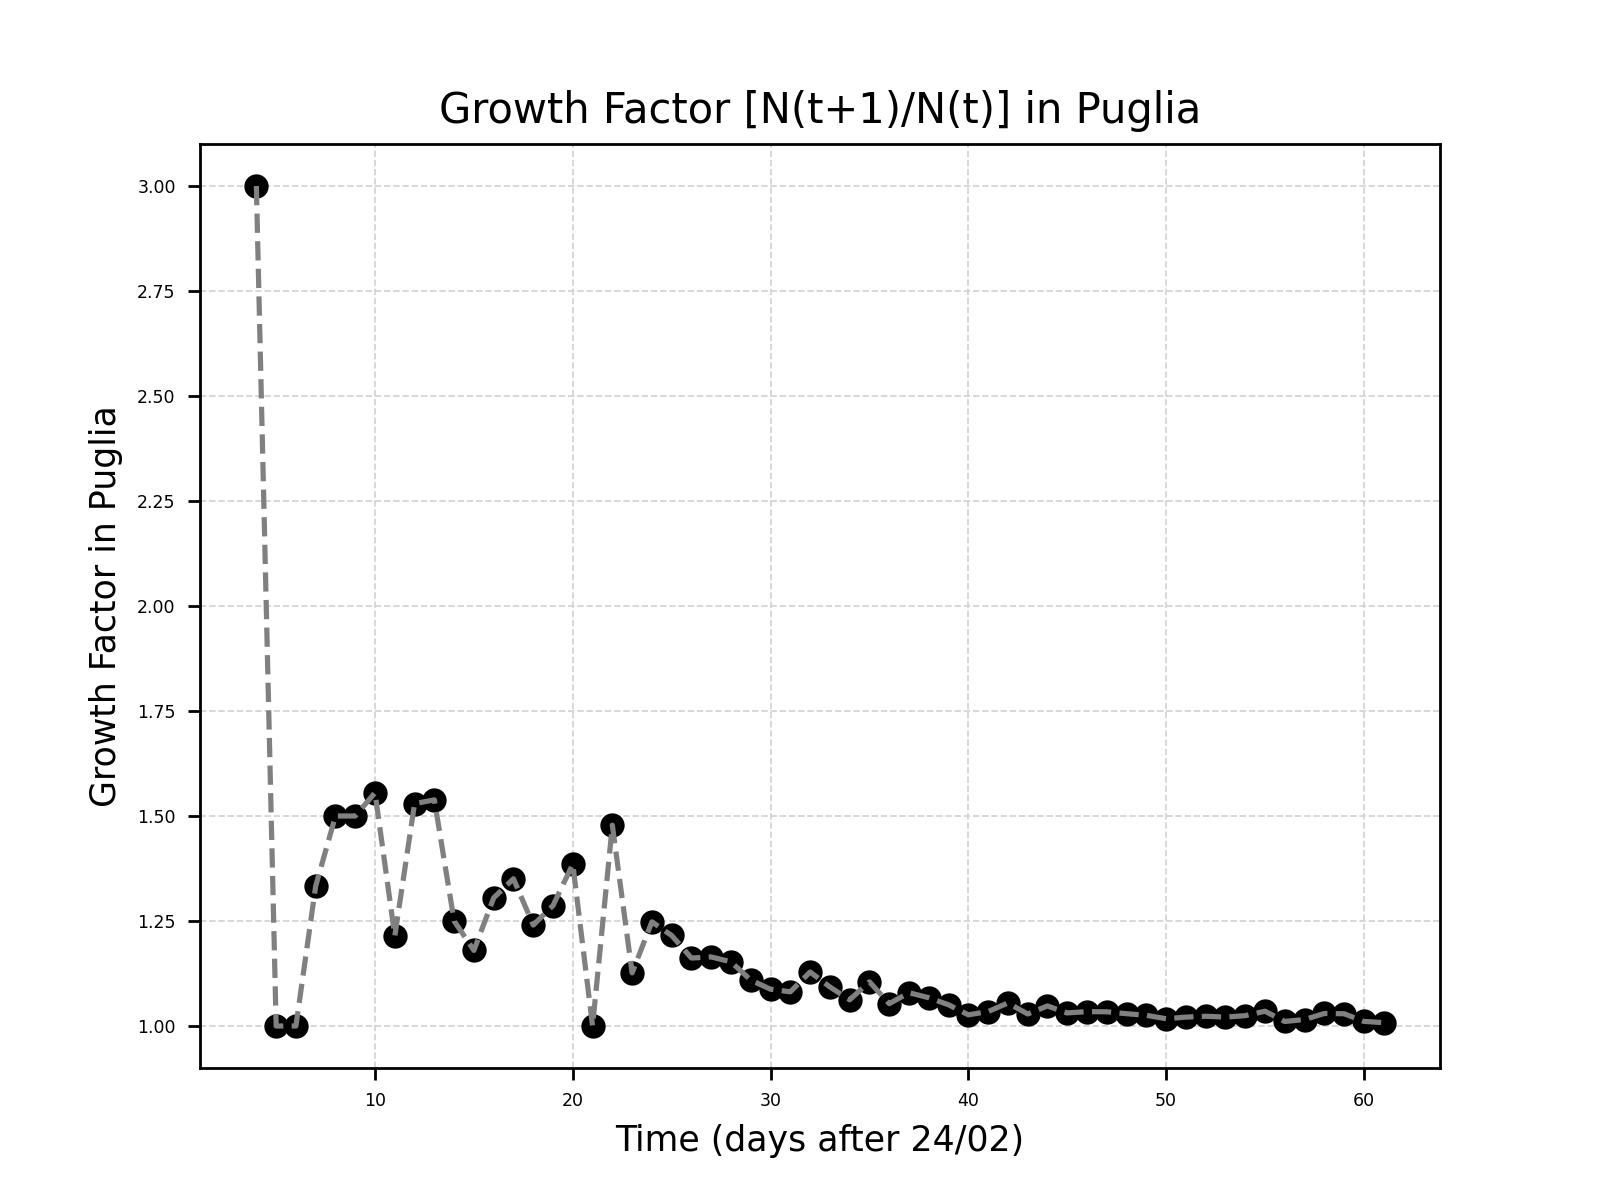 Growth Factor [N(t+1)/N(t)] in Puglia
Growth Factor in Puglia
3.00
2.75
2.50
2.25
2.00
1.75
1.50
1.25
1.00
10 20 30 40 50 60
Time (days after 24/02)